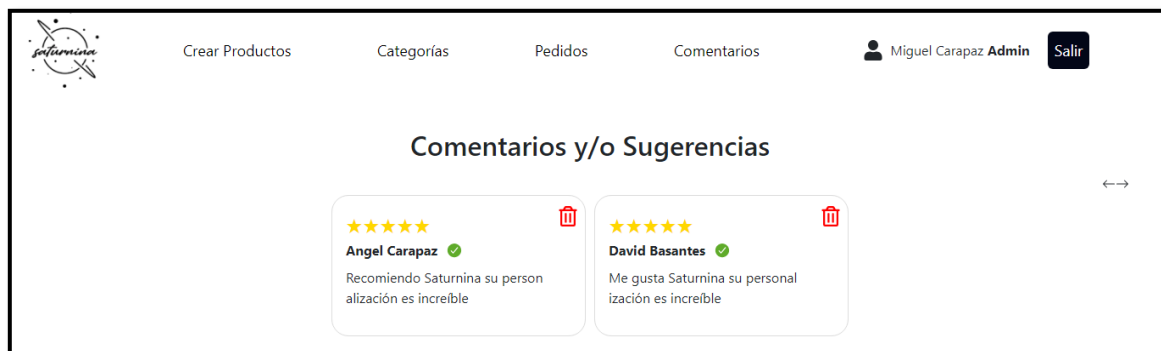 saturnina
Crear Productos Categorías Pedidos Comentarios Miguel Carapaz Admin Salir
Comentarios y/o Sugerencias
Angel Carapaz
Recomiendo Saturnina su person
alización es increíble
David Basantes
Me gusta Saturnina su personal
ización es increíble